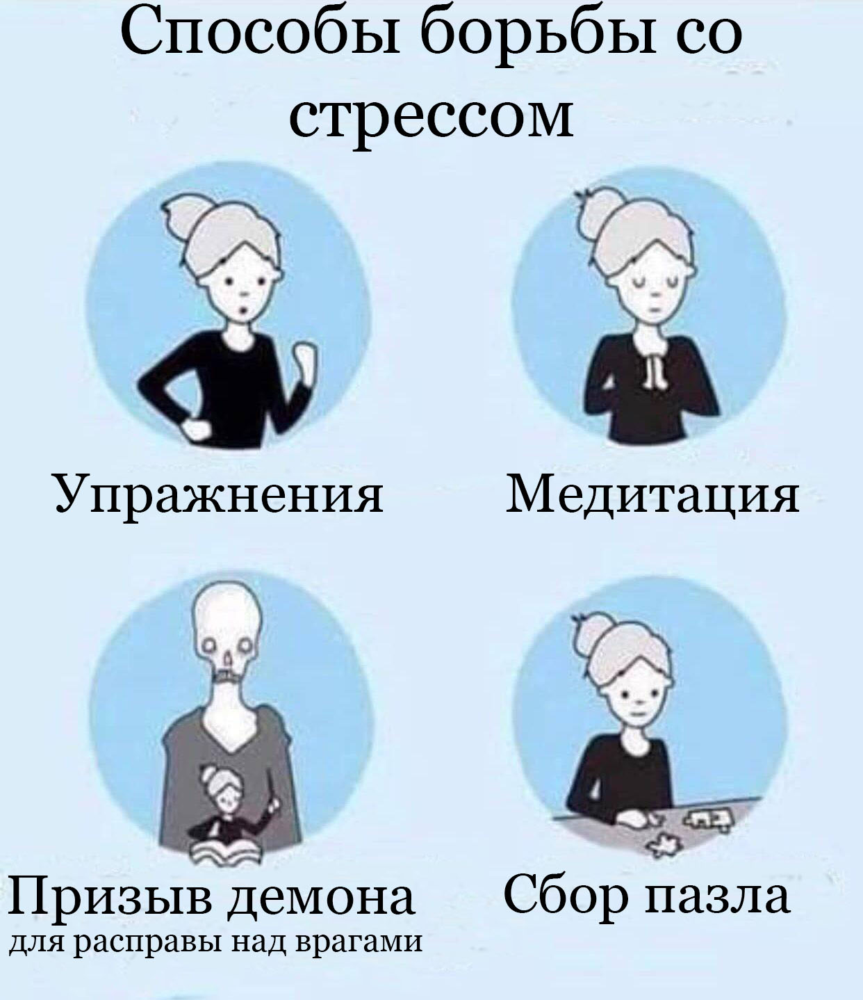 Способы борьбы со
стрессом
Упражнения
Медитация
Призыв демона
для расправы над врагами
Сбор пазла